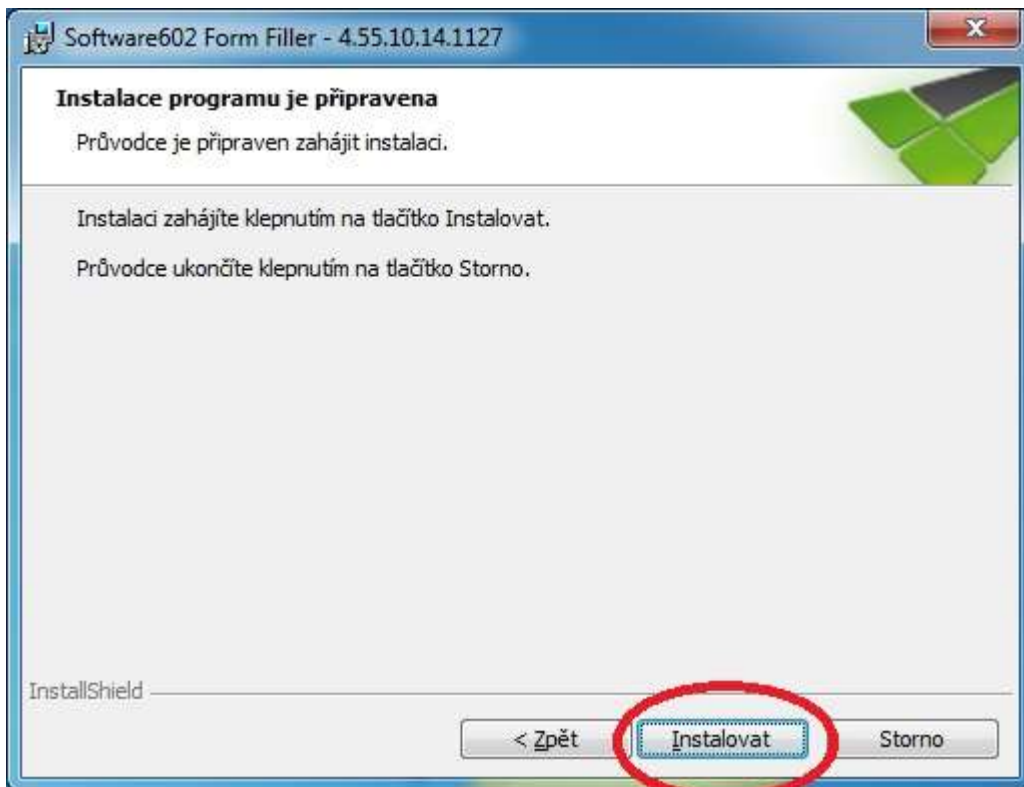 Software602 Form Filler - 4.55.10.14.1127
Instalace programu je připravena
Průvodce je připraven zahájit instalaci.
Instalaci zahájíte klepnutím na tlačítko Instalovat.
Průvodce ukončíte klepnutím na tlačítko Storno.
InstallShield
< Zpět Instalovat Storno